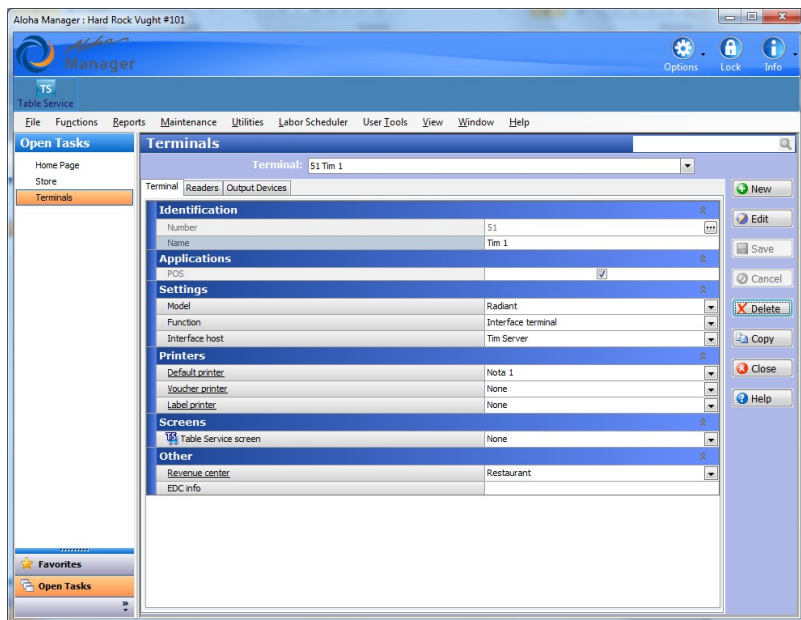 Aloha Manager : Hard Rock Vught #101
Aloha
Manager
Options Lock Info
TS
Table Service
File Functions Reports Maintenance Utilities Labor Scheduler User Tools View Window Help
Open Tasks
Home Page
Store
Terminals
Terminals
Terminal: 51 Tim 1
Terminal Readers Output Devices
Identification
Number 51
Name Tim 1
Applications
POS
Settings
Model Radiant
Function Interface terminal
Interface host Tim Server
Printers
Default printer Nota 1
Voucher printer None
Label printer None
Screens
TS Table Service screen None
Other
Revenue center Restaurant
EDC info
New
Edit
Save
Cancel
Delete
Copy
Close
Help
Favorites
Open Tasks